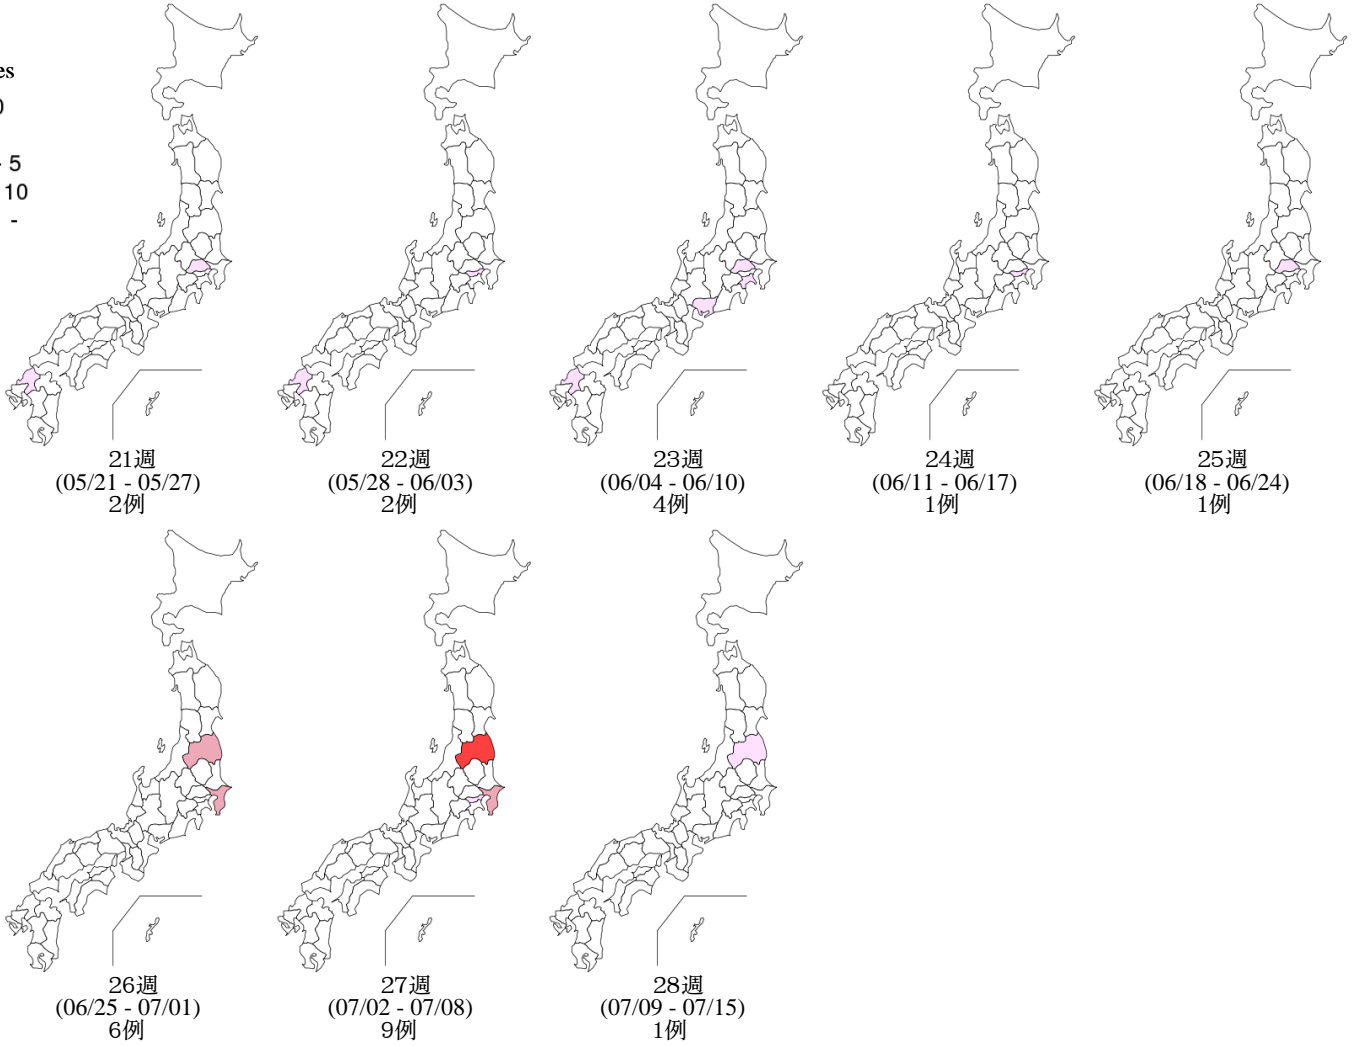 es
0
- 5
10
-
21週
(05/21 - 05/27)
2例
22週
(05/28 - 06/03)
2例
23週
(06/04 - 06/10)
4例
24週
(06/11 - 06/17)
1例
25週
(06/18 - 06/24)
1例
26週
(06/25 - 07/01)
6例
27週
(07/02 - 07/08)
9例
28週
(07/09 - 07/15)
1例